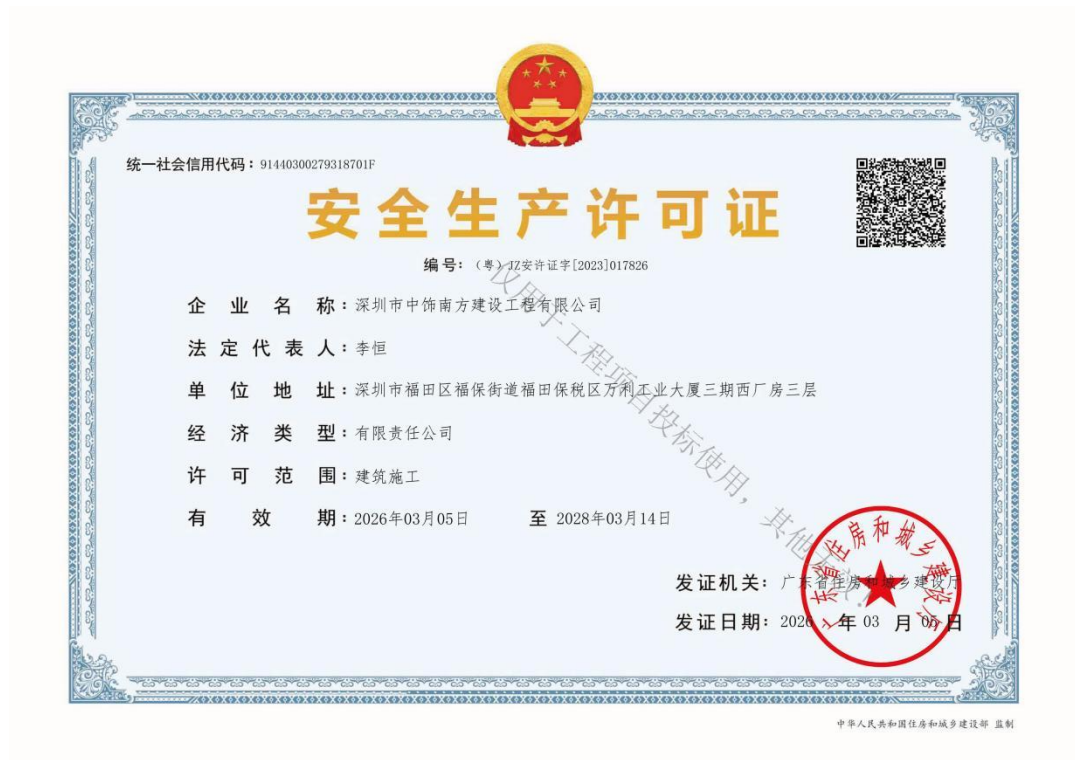 统一社会信用代码：91440300279318701F
安全生产许可证
编号：（粤）JZ安许证字[2023]017826
企业名称：深圳市中饰南方建设工程有限公司
法定代表人：李恒
单位地址：深圳市福田区福保街道福田保税区万利工业大厦三期西厂房三层
经济类型：有限责任公司
许可范围：建筑施工
有效期：2026年03月05日 至 2028年03月14日
仅用于工程项目投标使用，其他无效！
发证机关：广东省住房和城乡建设厅
发证日期：2026年03月05日
广东省住房和城乡建设厅
中华人民共和国住房和城乡建设部 监制